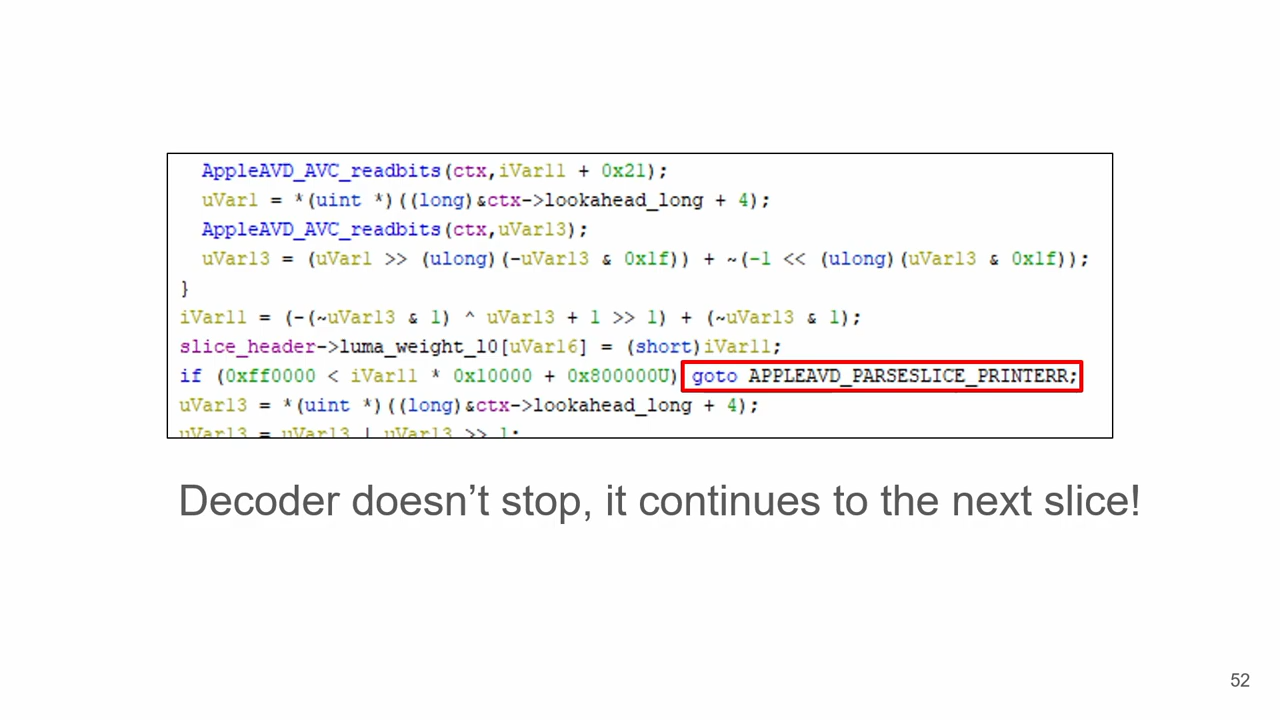 AppleAVD_AVC_readbits(ctx,iVar11 + 0x21);
uVar1 = *(uint *)((long)&ctx->lookahead_long + 4);
AppleAVD_AVC_readbits(ctx,uVar13);
uVar13 = (uVar1 >> (ulong)(-uVar13 & 0x1f)) + ~(-1 << (ulong)(uVar13 & 0x1f));
}
iVar11 = (-(~uVar13 & 1) ^ uVar13 + 1 >> 1) + (~uVar13 & 1);
slice_header->luma_weight_l0[uVar16] = (short)iVar11;
if (0xff0000 < iVar11 * 0x10000 + 0x800000U) goto APPLEAVD_PARSESLICE_PRINTERR;
uVar13 = *(uint *)((long)&ctx->lookahead_long + 4);
uVar13 = uVar13 | uVar13 >> 1;
Decoder doesn’t stop, it continues to the next slice!
52